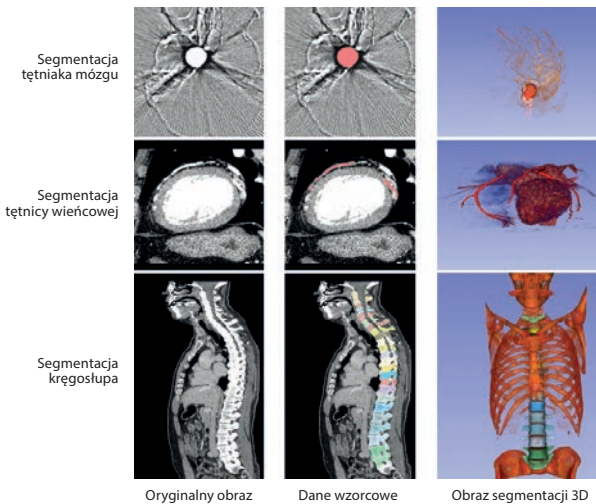 Segmentacja
tętniaka mózgu
Segmentacja
tętnicy wieńcowej
Segmentacja
kręgosłupa
Oryginalny obraz
Dane wzorcowe
Obraz segmentacji 3D